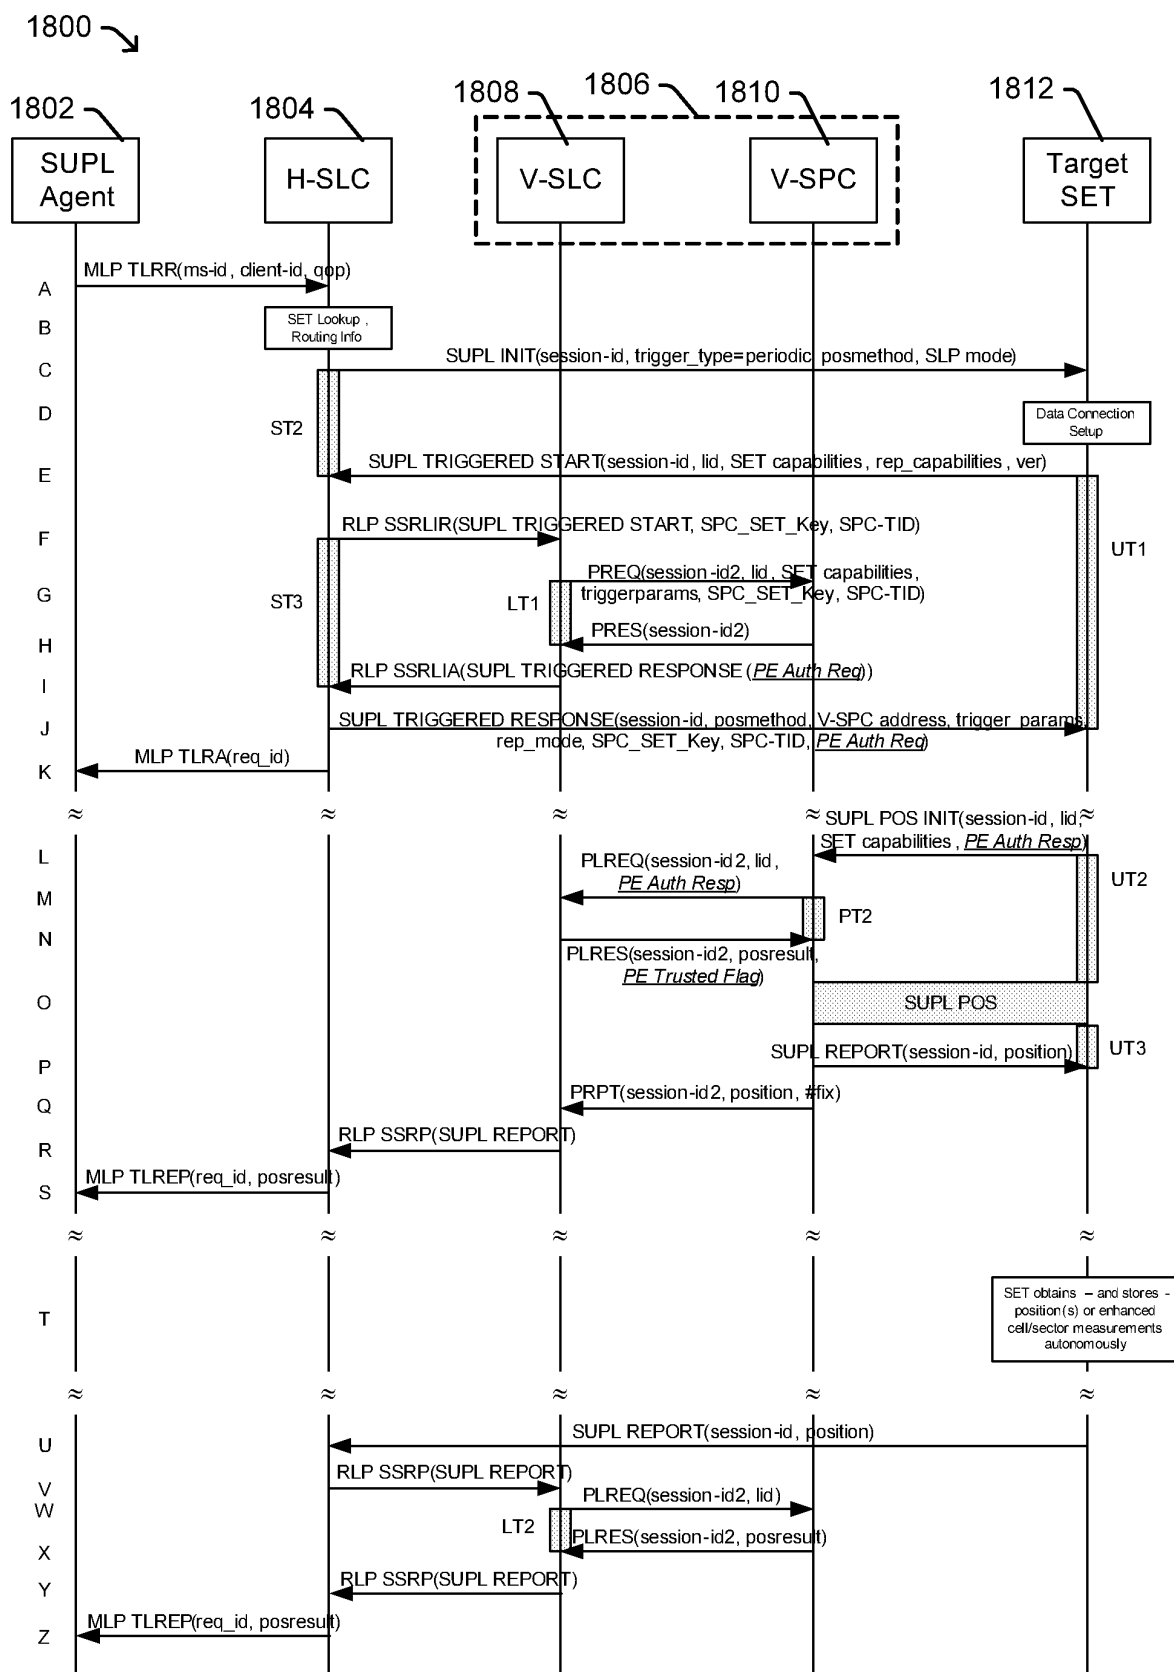 1800
1802
1804
1808
1806
1810
1812
SUPL
Agent
H-SLC
V-SLC
V-SPC
Target
SET
A
MLP TLRR(ms-id, client-id, qop)
B
SET Lookup ,
Routing Info
C
SUPL INIT(session-id, trigger_type=periodic, posmethod, SLP mode)
D
ST2
Data Connection
Setup
E
SUPL TRIGGERED START(session-id, lid, SET capabilities , rep_capabilities , ver)
F
RLP SSRLIR(SUPL TRIGGERED START, SPC_SET_Key, SPC-TID)
UT1
G
ST3
LT1
PREQ(session-id2, lid, SET capabilities ,
triggerparams, SPC_SET_Key, SPC-TID)
H
PRES(session-id2)
I
RLP SSRLIA(SUPL TRIGGERED RESPONSE (PE Auth Req))
J
SUPL TRIGGERED RESPONSE(session-id, posmethod, V-SPC address, trigger_params,
rep_mode, SPC_SET_Key, SPC-TID, PE Auth Req)
K
MLP TLRA(req_id)
≈ ≈ ≈ ≈ ≈
SUPL POS INIT(session-id, lid,
SET capabilities , PE Auth Resp)
L
UT2
PLREQ(session-id2, lid,
PE Auth Resp)
M
PT2
N
PLRES(session-id2, posresult,
PE Trusted Flag)
O
SUPL POS
UT3
P
SUPL REPORT(session-id, position)
Q
PRPT(session-id2, position, #fix)
R
RLP SSRP(SUPL REPORT)
S
MLP TLREP(req_id, posresult)
≈ ≈ ≈ ≈ ≈
T
SET obtains – and stores -
position(s) or enhanced
cell/sector measurements
autonomously
≈ ≈ ≈ ≈ ≈
U
SUPL REPORT(session-id, position)
V
RLP SSRP(SUPL REPORT)
W
PLREQ(session-id2, lid)
LT2
X
PLRES(session-id2, posresult)
Y
RLP SSRP(SUPL REPORT)
Z
MLP TLREP(req_id, posresult)